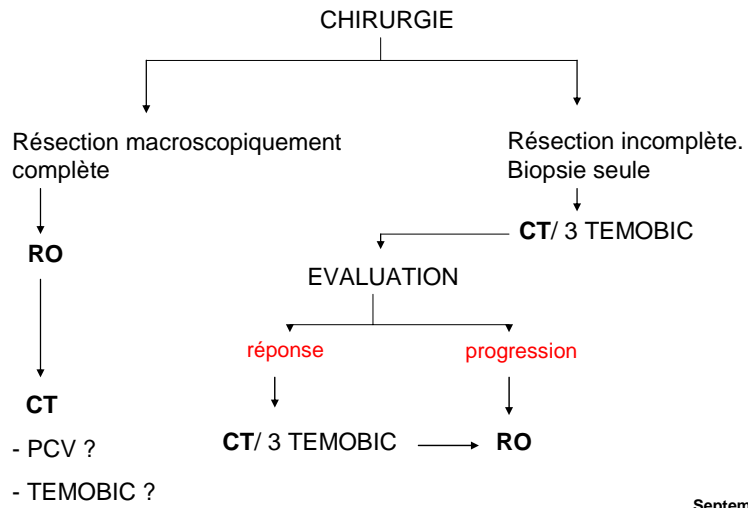 CHIRURGIE
Résection macroscopiquement
complète
Résection incomplète.
Biopsie seule
RO
CT/ 3 TEMOBIC
EVALUATION
réponse
progression
CT
- PCV ?
- TEMOBIC ?
CT/ 3 TEMOBIC
RO
Septem